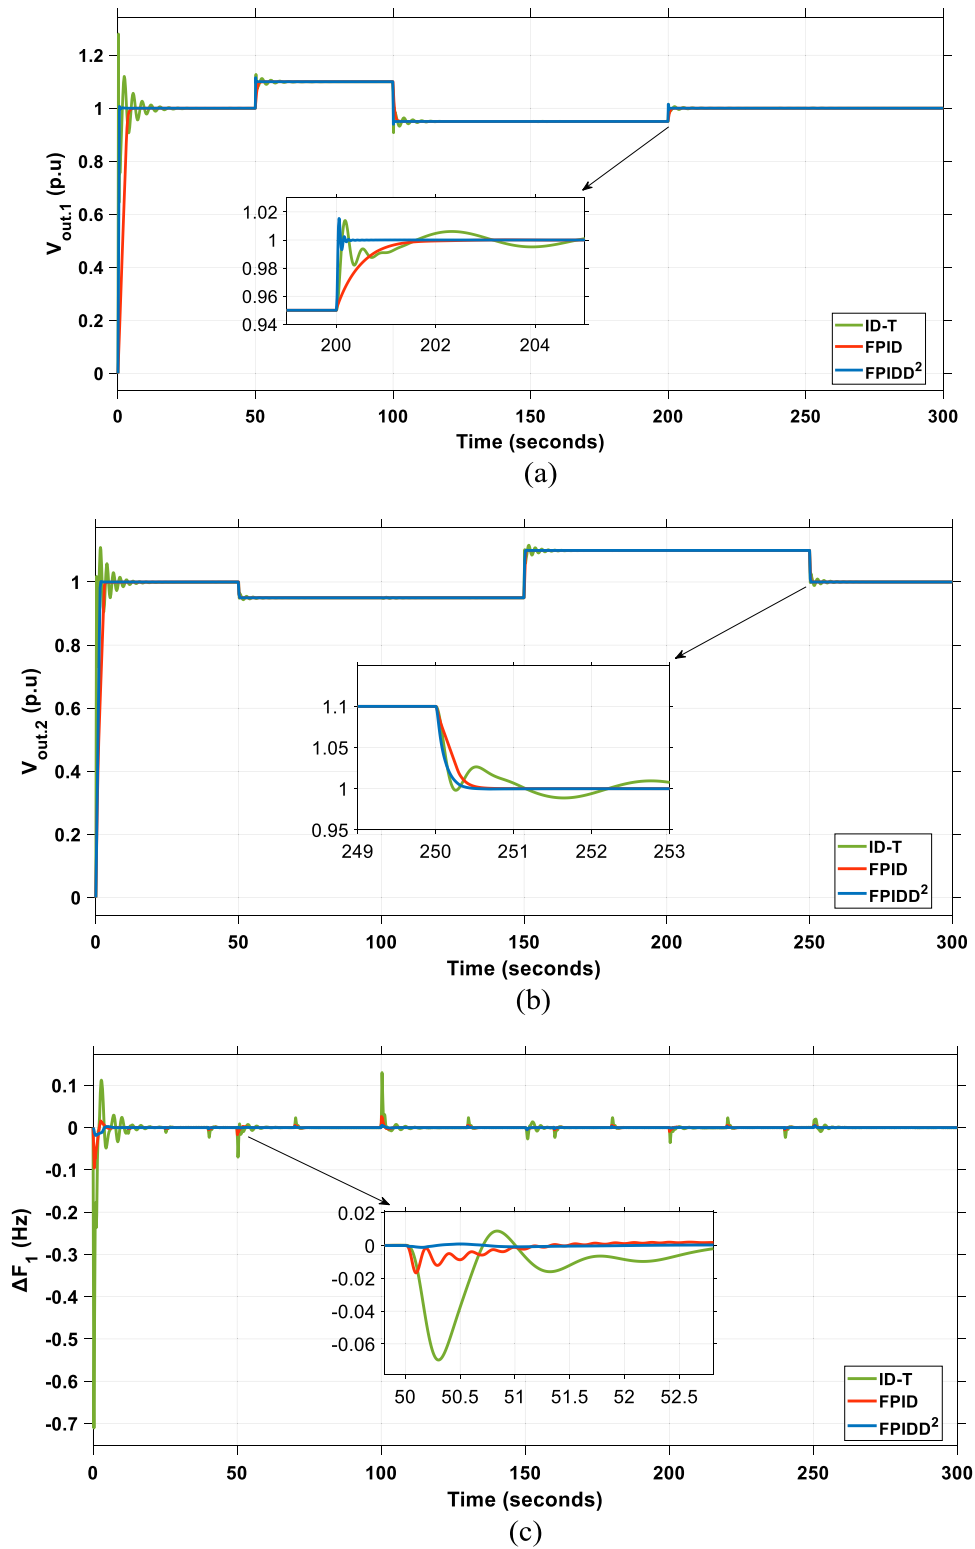 1.2
1
0.8
0.6
0.4
0.2
0
V_out.1 (p.u)
1.02
1
0.98
0.96
0.94
200 202 204
ID-T
FPID
FPIDD²
0 50 100 150 200 250 300
Time (seconds)
(a)
1
0.8
0.6
0.4
0.2
0
V_out.2 (p.u)
1.1
1.05
1
0.95
249 250 251 252 253
ID-T
FPID
FPIDD²
0 50 100 150 200 250 300
Time (seconds)
(b)
0.1
0
-0.1
-0.2
-0.3
-0.4
-0.5
-0.6
-0.7
ΔF_1 (Hz)
0.02
0
-0.02
-0.04
-0.06
50 50.5 51 51.5 52 52.5
ID-T
FPID
FPIDD²
0 50 100 150 200 250 300
Time (seconds)
(c)